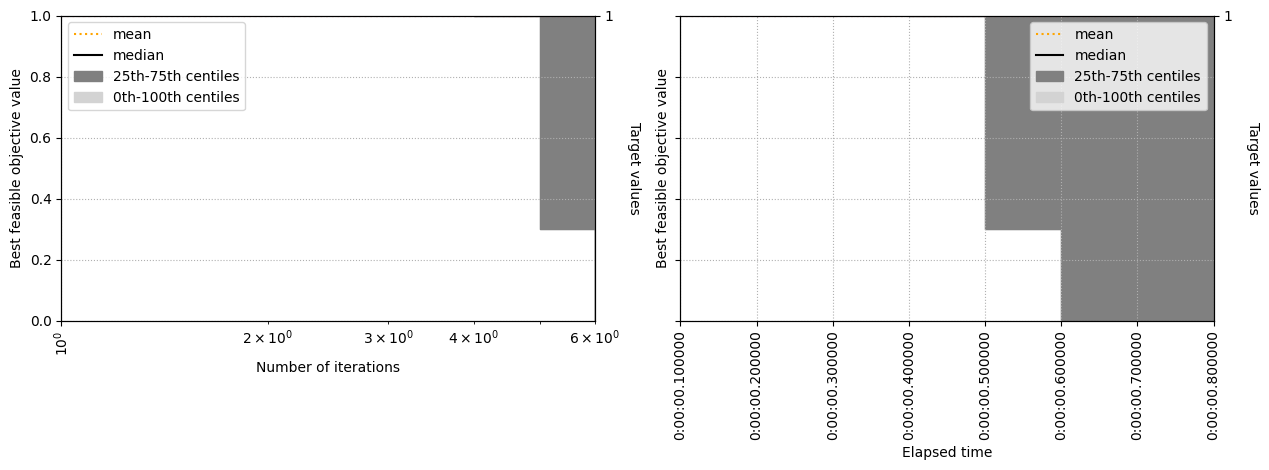 1.0
0.8
0.6
0.4
0.2
0.0
Best feasible objective value
mean
median
25th-75th centiles
0th-100th centiles
1
Target values
10^0
2 × 10^0
3 × 10^0
4 × 10^0
6 × 10^0
Number of iterations
Best feasible objective value
mean
median
25th-75th centiles
0th-100th centiles
1
Target values
0:00:00.100000
0:00:00.200000
0:00:00.300000
0:00:00.400000
0:00:00.500000
0:00:00.600000
0:00:00.700000
0:00:00.800000
Elapsed time